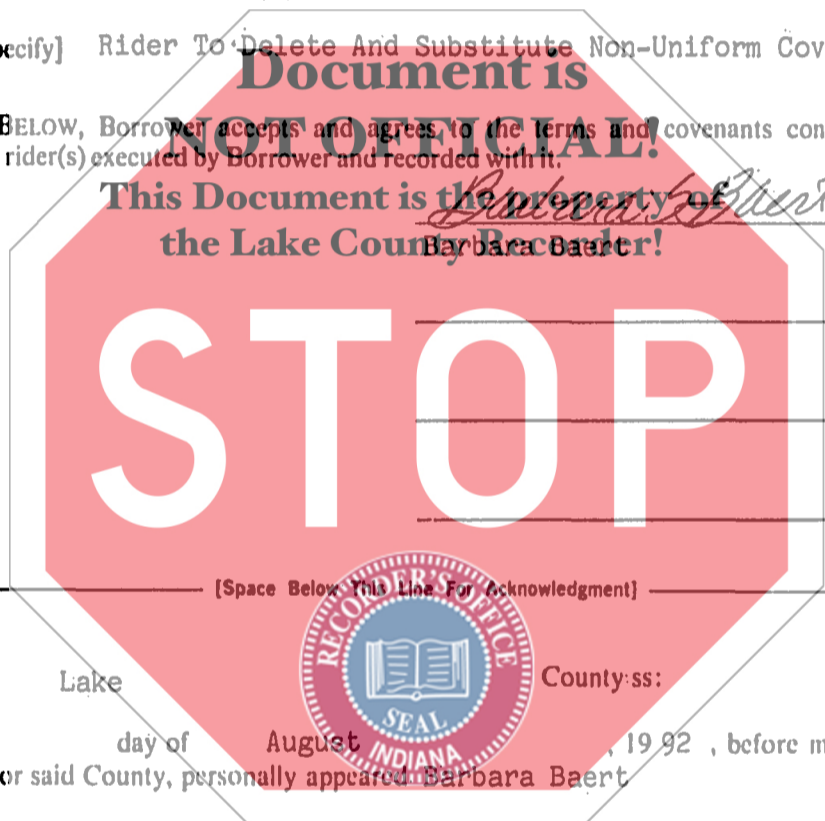 ecify] Rider To Delete And Substitute Non-Uniform Cov
Document is
BELOW, Borrower accepts and agrees to the terms and covenants con
NOT OFFICIAL!
rider(s) executed by Borrower and recorded with it.
This Document is the property of
Barbara Baert
the Lake County Recorder!
Barbara Baert
STOP
[Space Below This Line For Acknowledgment]
RECORDER'S OFFICE
SEAL
INDIANA
Lake County ss:
day of August , 19 92 , before m
or said County, personally appeared Barbara Baert